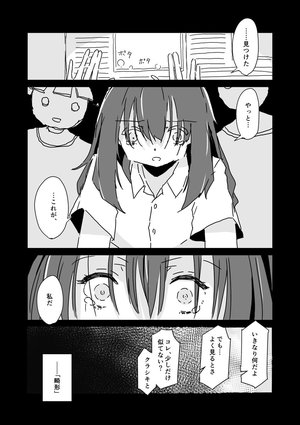 ……見つけた
ポタ
ポタ
やっと…
…これが、
私だ
いきなり何だよ
でも…
よく見るとさ
コレ、少しだけ
似てない？
クラシキと
──「畸形」